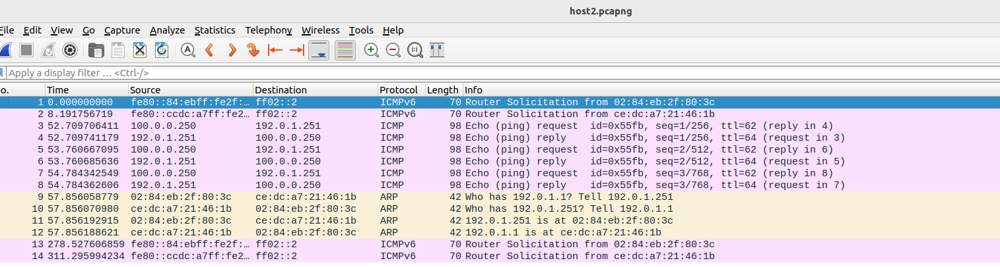 host2.pcapng
File Edit View Go Capture Analyze Statistics Telephony Wireless Tools Help
Apply a display filter … <Ctrl-/>
o. Time Source Destination Protocol Length Info
1 0.000000000 fe80::84:ebff:fe2f:… ff02::2 ICMPv6 70 Router Solicitation from 02:84:eb:2f:80:3c
2 8.191756719 fe80::ccdc:a7ff:fe2… ff02::2 ICMPv6 70 Router Solicitation from ce:dc:a7:21:46:1b
3 52.709706411 100.0.0.250 192.0.1.251 ICMP 98 Echo (ping) request id=0x55fb, seq=1/256, ttl=62 (reply in 4)
4 52.709741179 192.0.1.251 100.0.0.250 ICMP 98 Echo (ping) reply id=0x55fb, seq=1/256, ttl=64 (request in 3)
5 53.760667095 100.0.0.250 192.0.1.251 ICMP 98 Echo (ping) request id=0x55fb, seq=2/512, ttl=62 (reply in 6)
6 53.760685636 192.0.1.251 100.0.0.250 ICMP 98 Echo (ping) reply id=0x55fb, seq=2/512, ttl=64 (request in 5)
7 54.784342549 100.0.0.250 192.0.1.251 ICMP 98 Echo (ping) request id=0x55fb, seq=3/768, ttl=62 (reply in 8)
8 54.784362606 192.0.1.251 100.0.0.250 ICMP 98 Echo (ping) reply id=0x55fb, seq=3/768, ttl=64 (request in 7)
9 57.856058779 02:84:eb:2f:80:3c ce:dc:a7:21:46:1b ARP 42 Who has 192.0.1.1? Tell 192.0.1.251
10 57.856070980 ce:dc:a7:21:46:1b 02:84:eb:2f:80:3c ARP 42 Who has 192.0.1.251? Tell 192.0.1.1
11 57.856192915 02:84:eb:2f:80:3c ce:dc:a7:21:46:1b ARP 42 192.0.1.251 is at 02:84:eb:2f:80:3c
12 57.856188621 ce:dc:a7:21:46:1b 02:84:eb:2f:80:3c ARP 42 192.0.1.1 is at ce:dc:a7:21:46:1b
13 278.527606859 fe80::84:ebff:fe2f:… ff02::2 ICMPv6 70 Router Solicitation from 02:84:eb:2f:80:3c
14 311.295994234 fe80::ccdc:a7ff:fe2… ff02::2 ICMPv6 70 Router Solicitation from ce:dc:a7:21:46:1b